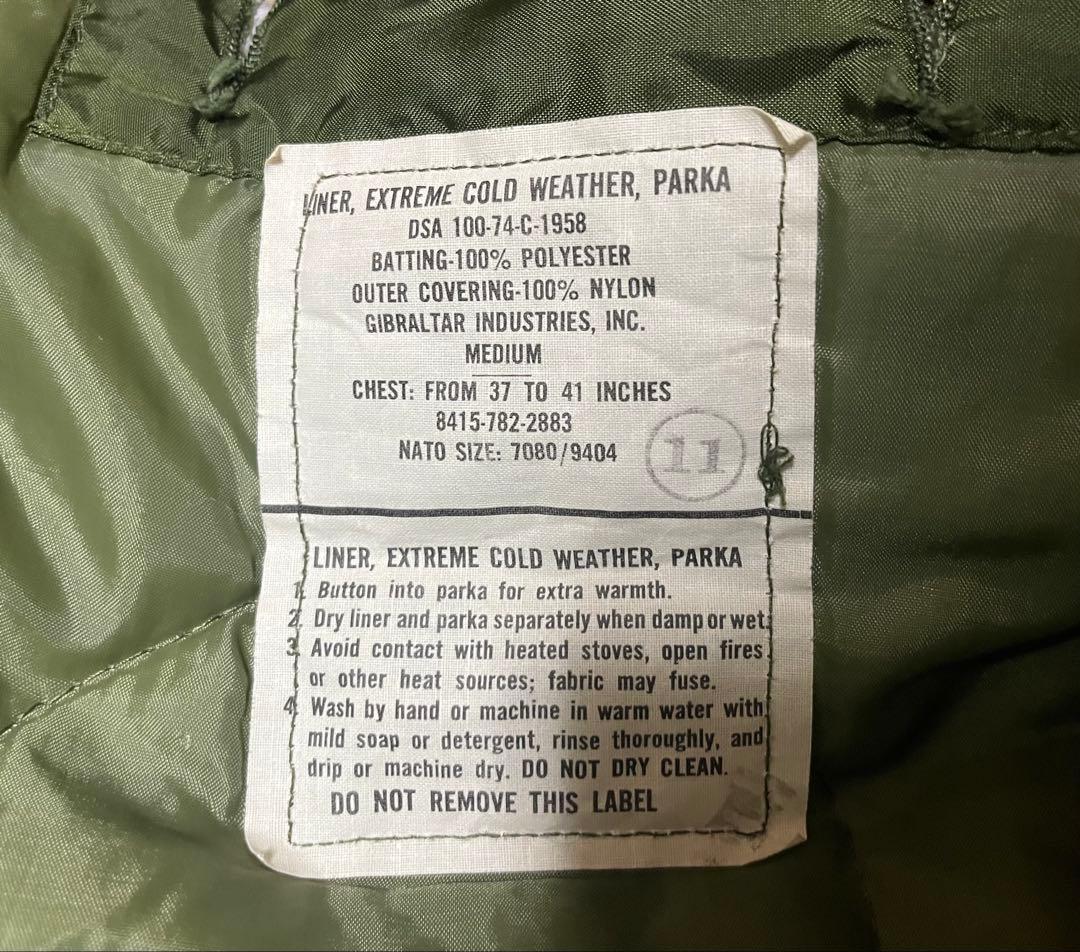 LINER, EXTREME COLD WEATHER, PARKA
DSA 100-74-C-1958
BATTING-100% POLYESTER
OUTER COVERING-100% NYLON
GIBRALTAR INDUSTRIES, INC.
MEDIUM
CHEST: FROM 37 TO 41 INCHES
8415-782-2883
NATO SIZE: 7080/9404
11
LINER, EXTREME COLD WEATHER, PARKA
1. Button into parka for extra warmth.
2. Dry liner and parka separately when damp or wet.
3. Avoid contact with heated stoves, open fires
or other heat sources; fabric may fuse.
4. Wash by hand or machine in warm water with
mild soap or detergent, rinse thoroughly, and
drip or machine dry. DO NOT DRY CLEAN.
DO NOT REMOVE THIS LABEL